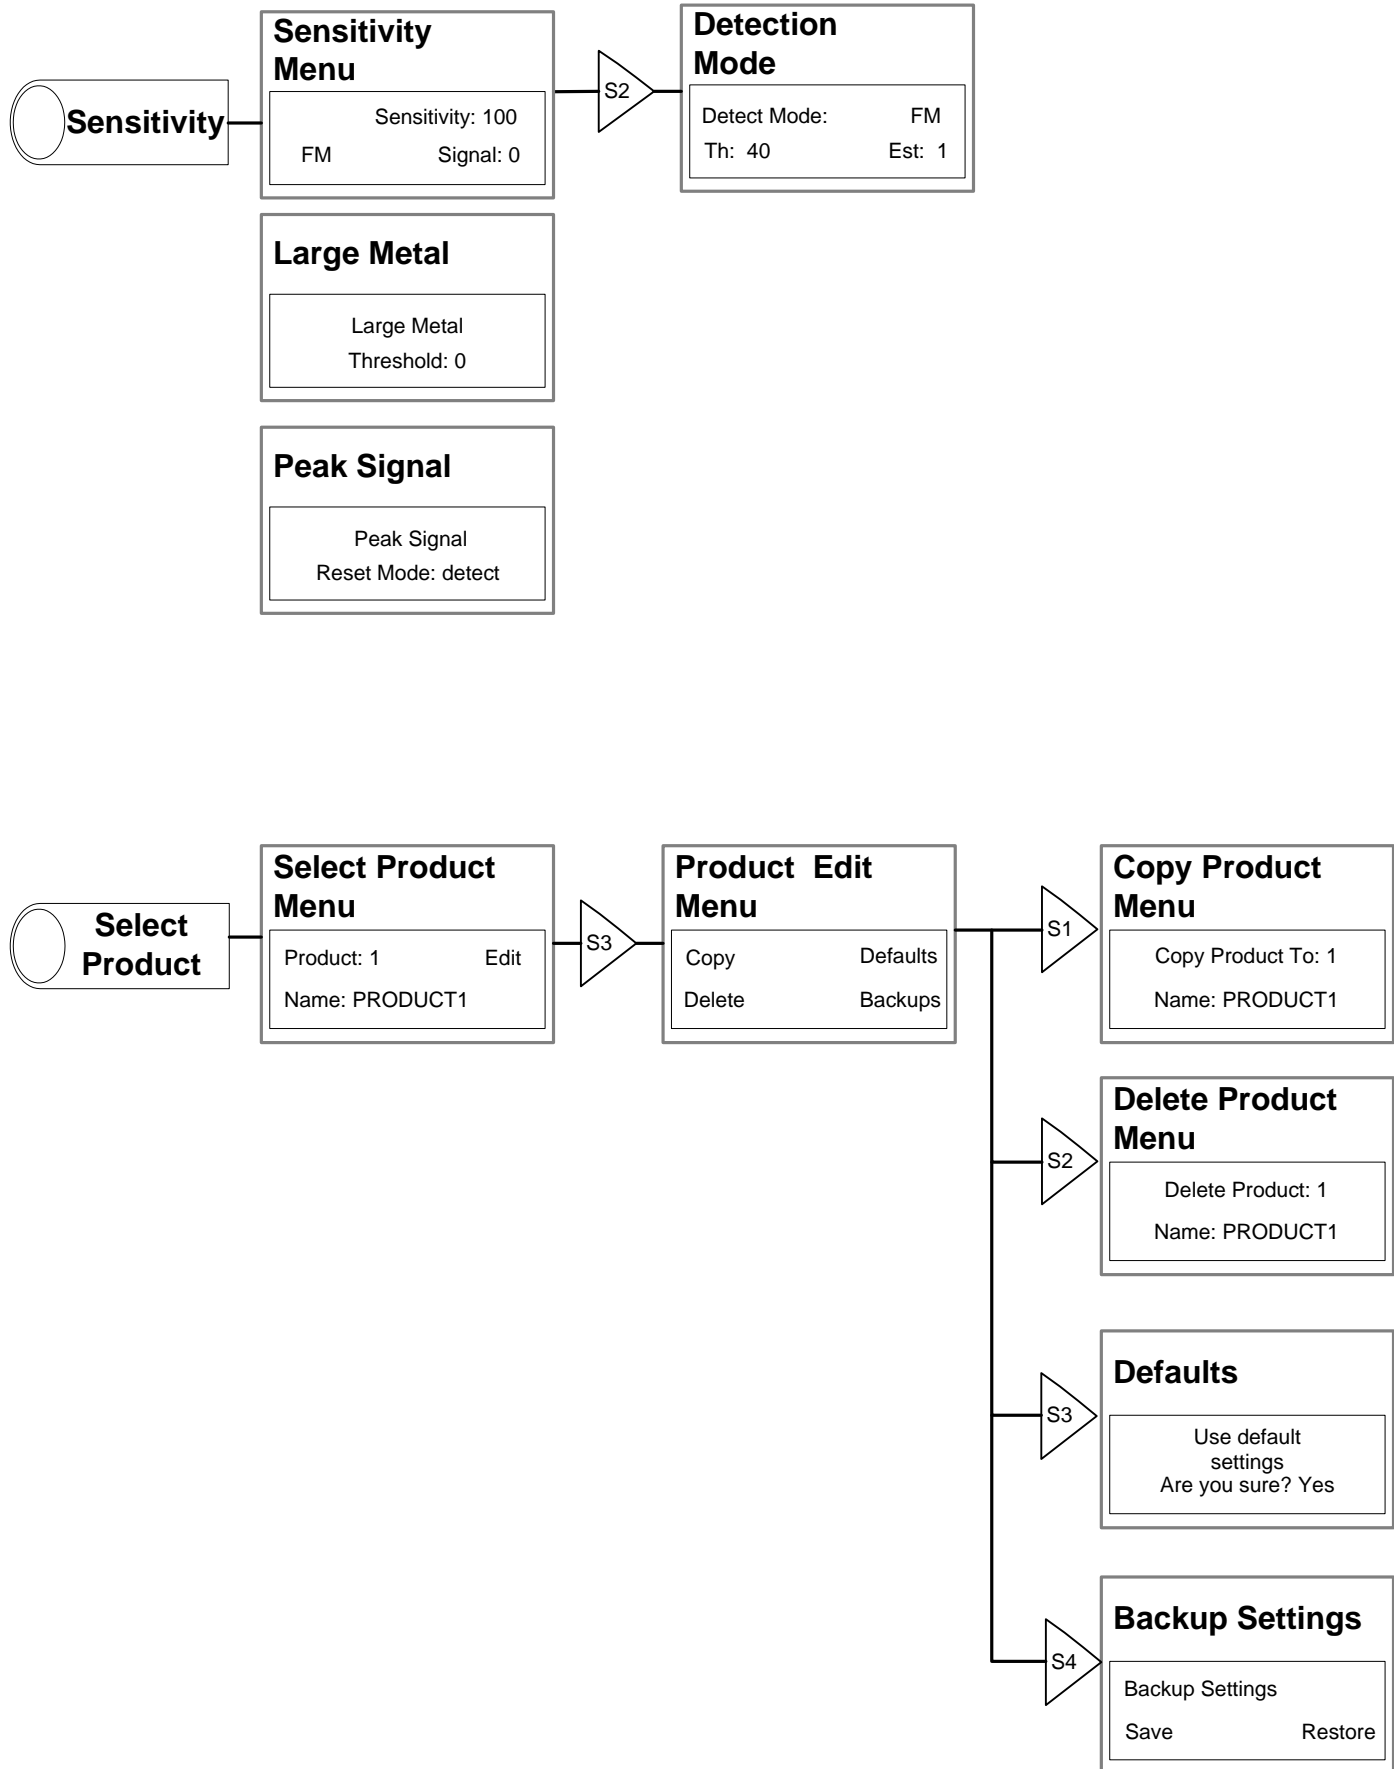 Sensitivity
Sensitivity
Menu
Sensitivity: 100
FM Signal: 0
S2
Detection
Mode
Detect Mode: FM
Th: 40 Est: 1
Large Metal
Large Metal
Threshold: 0
Peak Signal
Peak Signal
Reset Mode: detect
Select
Product
Select Product
Menu
Product: 1 Edit
Name: PRODUCT1
S3
Product Edit
Menu
Copy Defaults
Delete Backups
S1
Copy Product
Menu
Copy Product To: 1
Name: PRODUCT1
S2
Delete Product
Menu
Delete Product: 1
Name: PRODUCT1
S3
Defaults
Use default
settings
Are you sure? Yes
S4
Backup Settings
Backup Settings
Save Restore